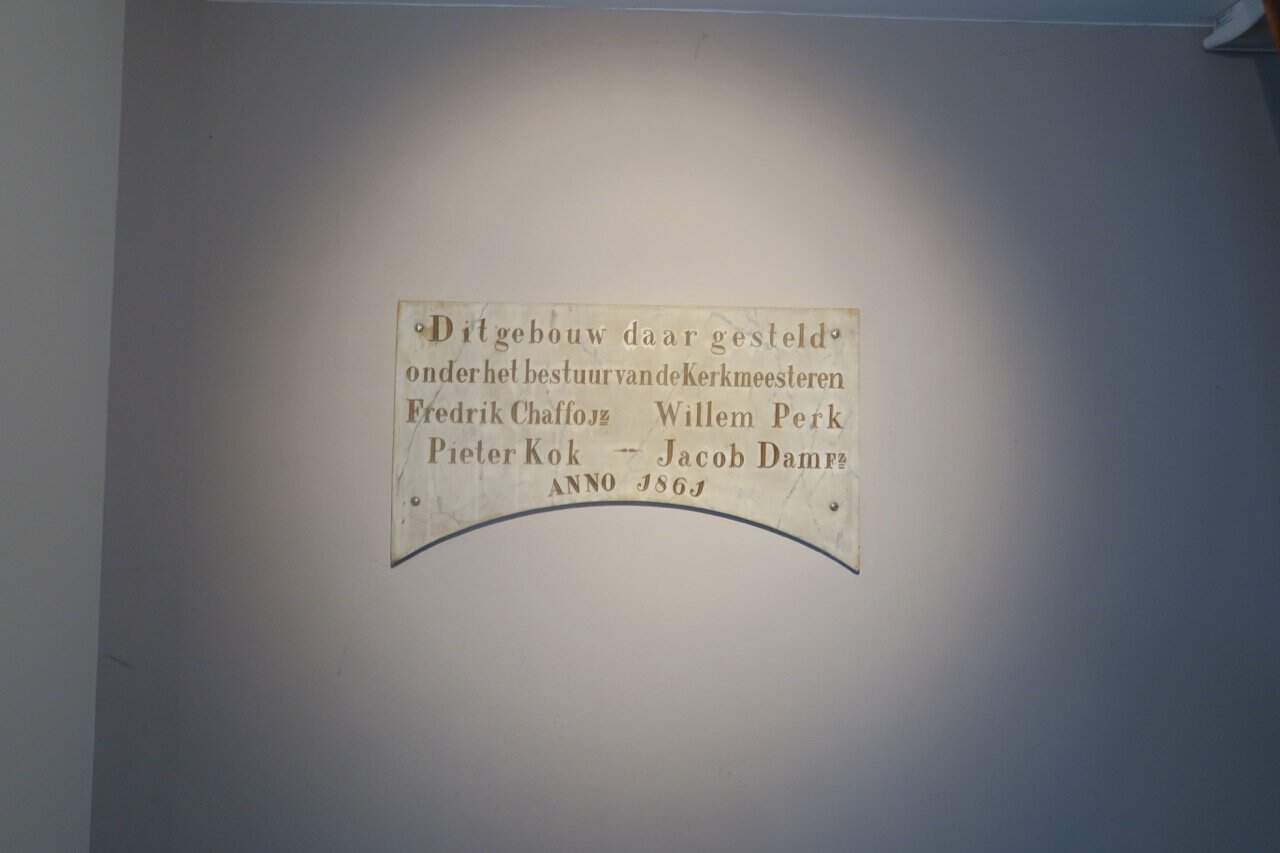 Dit gebouw daar gesteld
onder het bestuur van de Kerkmeesteren
Fredrik Chaffo Jz Willem Perk
Pieter Kok — Jacob Dam Fz
ANNO 1861